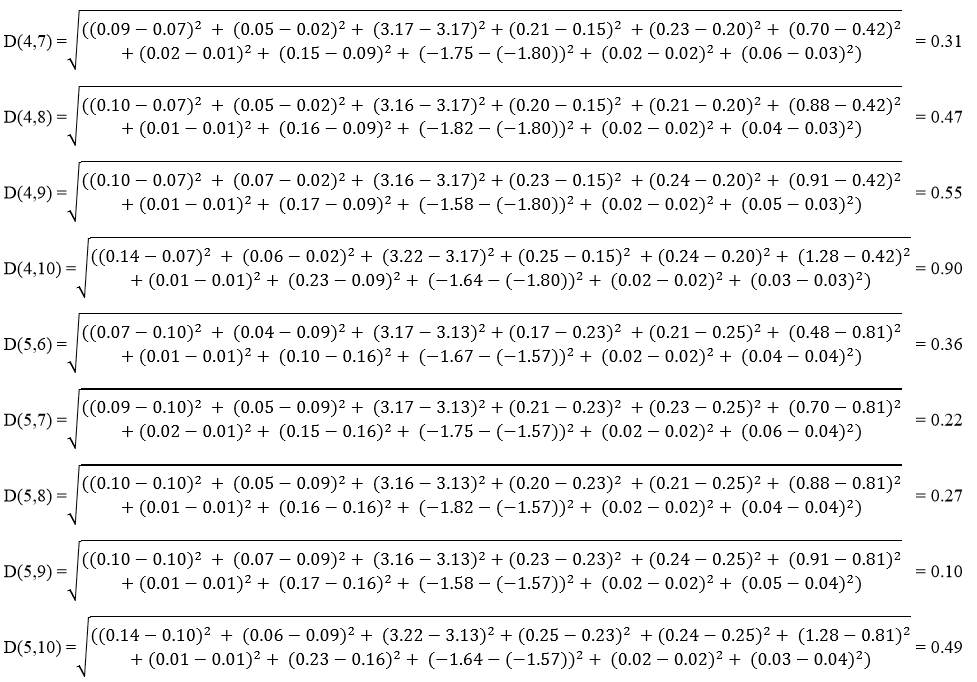 D(4,7) = √((0.09 − 0.07)² + (0.05 − 0.02)² + (3.17 − 3.17)² + (0.21 − 0.15)² + (0.23 − 0.20)² + (0.70 − 0.42)²
+ (0.02 − 0.01)² + (0.15 − 0.09)² + (−1.75 − (−1.80))² + (0.02 − 0.02)² + (0.06 − 0.03)²) = 0.31
D(4,8) = √((0.10 − 0.07)² + (0.05 − 0.02)² + (3.16 − 3.17)² + (0.20 − 0.15)² + (0.21 − 0.20)² + (0.88 − 0.42)²
+ (0.01 − 0.01)² + (0.16 − 0.09)² + (−1.82 − (−1.80))² + (0.02 − 0.02)² + (0.04 − 0.03)²) = 0.47
D(4,9) = √((0.10 − 0.07)² + (0.07 − 0.02)² + (3.16 − 3.17)² + (0.23 − 0.15)² + (0.24 − 0.20)² + (0.91 − 0.42)²
+ (0.01 − 0.01)² + (0.17 − 0.09)² + (−1.58 − (−1.80))² + (0.02 − 0.02)² + (0.05 − 0.03)²) = 0.55
D(4,10) = √((0.14 − 0.07)² + (0.06 − 0.02)² + (3.22 − 3.17)² + (0.25 − 0.15)² + (0.24 − 0.20)² + (1.28 − 0.42)²
+ (0.01 − 0.01)² + (0.23 − 0.09)² + (−1.64 − (−1.80))² + (0.02 − 0.02)² + (0.03 − 0.03)²) = 0.90
D(5,6) = √((0.07 − 0.10)² + (0.04 − 0.09)² + (3.17 − 3.13)² + (0.17 − 0.23)² + (0.21 − 0.25)² + (0.48 − 0.81)²
+ (0.01 − 0.01)² + (0.10 − 0.16)² + (−1.67 − (−1.57))² + (0.02 − 0.02)² + (0.04 − 0.04)²) = 0.36
D(5,7) = √((0.09 − 0.10)² + (0.05 − 0.09)² + (3.17 − 3.13)² + (0.21 − 0.23)² + (0.23 − 0.25)² + (0.70 − 0.81)²
+ (0.02 − 0.01)² + (0.15 − 0.16)² + (−1.75 − (−1.57))² + (0.02 − 0.02)² + (0.06 − 0.04)²) = 0.22
D(5,8) = √((0.10 − 0.10)² + (0.05 − 0.09)² + (3.16 − 3.13)² + (0.20 − 0.23)² + (0.21 − 0.25)² + (0.88 − 0.81)²
+ (0.01 − 0.01)² + (0.16 − 0.16)² + (−1.82 − (−1.57))² + (0.02 − 0.02)² + (0.04 − 0.04)²) = 0.27
D(5,9) = √((0.10 − 0.10)² + (0.07 − 0.09)² + (3.16 − 3.13)² + (0.23 − 0.23)² + (0.24 − 0.25)² + (0.91 − 0.81)²
+ (0.01 − 0.01)² + (0.17 − 0.16)² + (−1.58 − (−1.57))² + (0.02 − 0.02)² + (0.05 − 0.04)²) = 0.10
D(5,10) = √((0.14 − 0.10)² + (0.06 − 0.09)² + (3.22 − 3.13)² + (0.25 − 0.23)² + (0.24 − 0.25)² + (1.28 − 0.81)²
+ (0.01 − 0.01)² + (0.23 − 0.16)² + (−1.64 − (−1.57))² + (0.02 − 0.02)² + (0.03 − 0.04)²) = 0.49